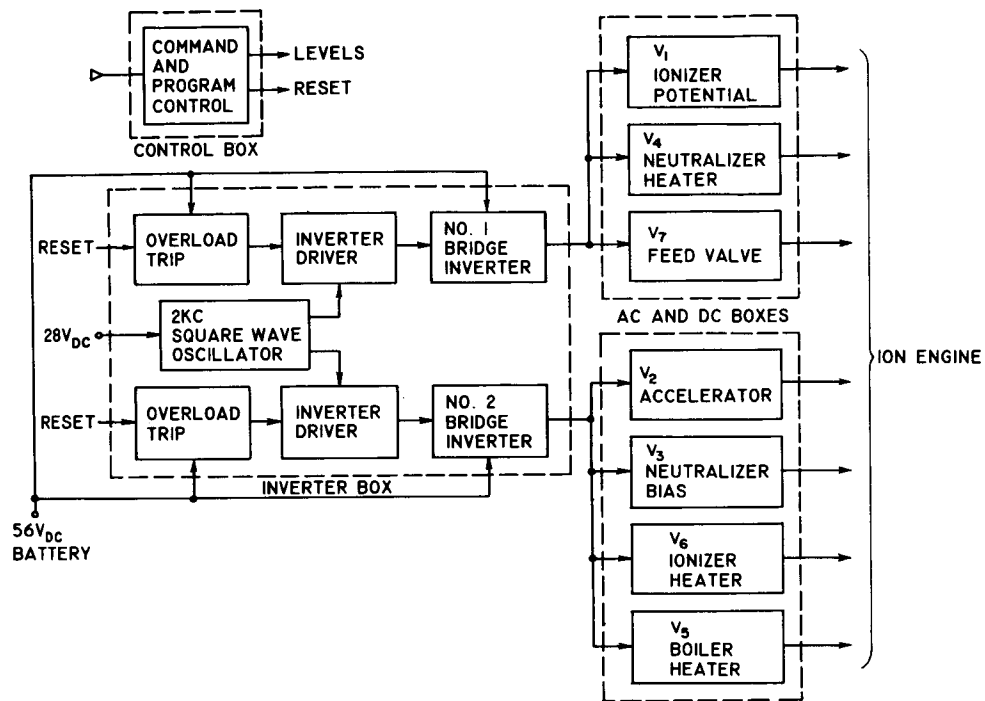 COMMAND
AND
PROGRAM
CONTROL
LEVELS
RESET
CONTROL BOX
RESET
OVERLOAD
TRIP
INVERTER
DRIVER
NO. 1
BRIDGE
INVERTER
28VDC
2KC
SQUARE WAVE
OSCILLATOR
RESET
OVERLOAD
TRIP
INVERTER
DRIVER
NO. 2
BRIDGE
INVERTER
INVERTER BOX
56VDC
BATTERY
V1
IONIZER
POTENTIAL
V4
NEUTRALIZER
HEATER
V7
FEED VALVE
AC AND DC BOXES
V2
ACCELERATOR
V3
NEUTRALIZER
BIAS
V6
IONIZER
HEATER
V5
BOILER
HEATER
ION ENGINE